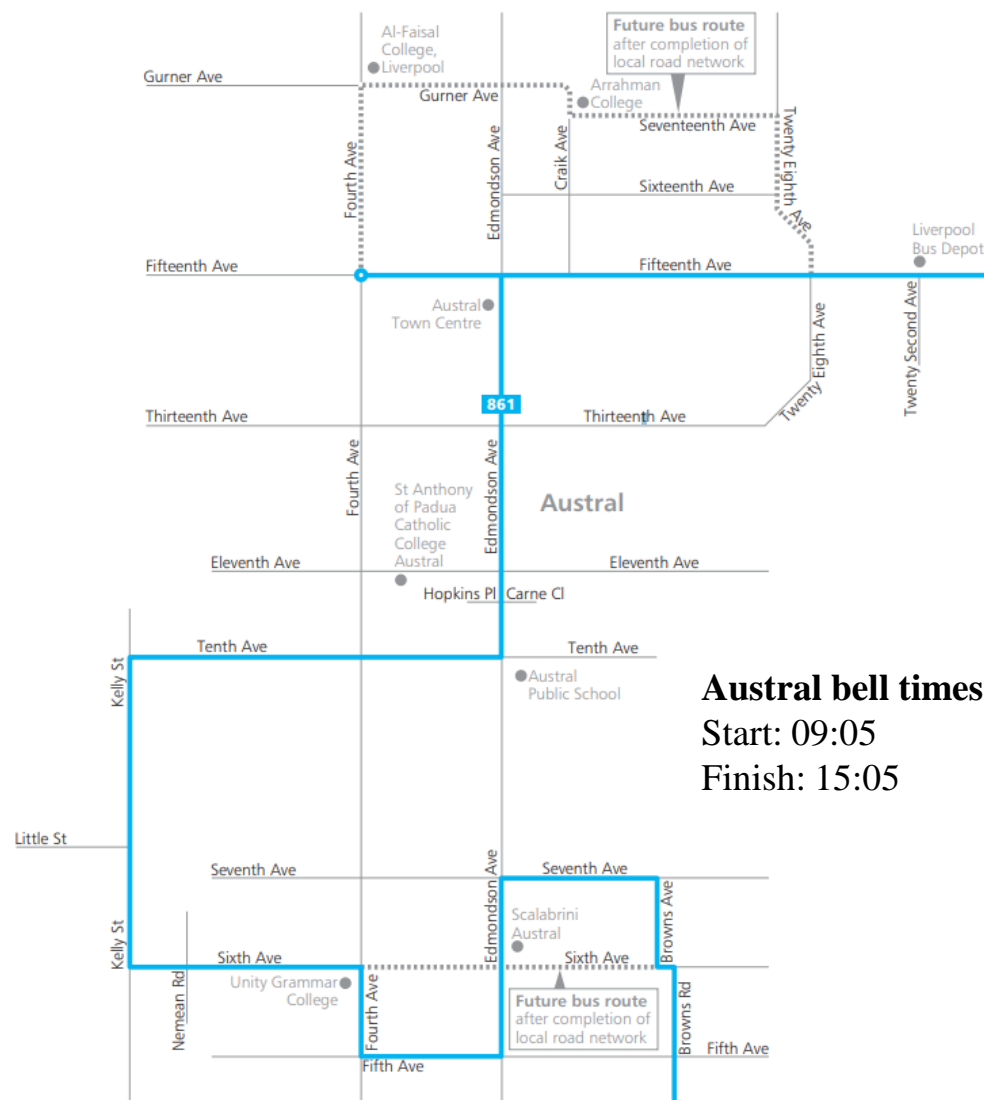 Al-Faisal
College,
Liverpool
Future bus route
after completion of
local road network
Gurner Ave
Gurner Ave
Arrahman
College
Seventeenth Ave
Fourth Ave
Edmondson Ave
Craik Ave
Twenty Eighth Ave
Sixteenth Ave
Liverpool
Bus Depot
Fifteenth Ave
Fifteenth Ave
Austral
Town Centre
Twenty Eighth Ave
Twenty Second Ave
861
Thirteenth Ave
Thirteenth Ave
Fourth Ave
Edmondson Ave
St Anthony
of Padua
Catholic
College
Austral
Austral
Eleventh Ave
Eleventh Ave
Hopkins Pl
Carne Cl
Tenth Ave
Tenth Ave
Kelly St
Austral
Public School
Austral bell times
Start: 09:05
Finish: 15:05
Little St
Seventh Ave
Seventh Ave
Edmondson Ave
Browns Ave
Scalabrini
Austral
Kelly St
Sixth Ave
Sixth Ave
Nemean Rd
Unity Grammar
College
Fourth Ave
Future bus route
after completion of
local road network
Browns Rd
Fifth Ave
Fifth Ave